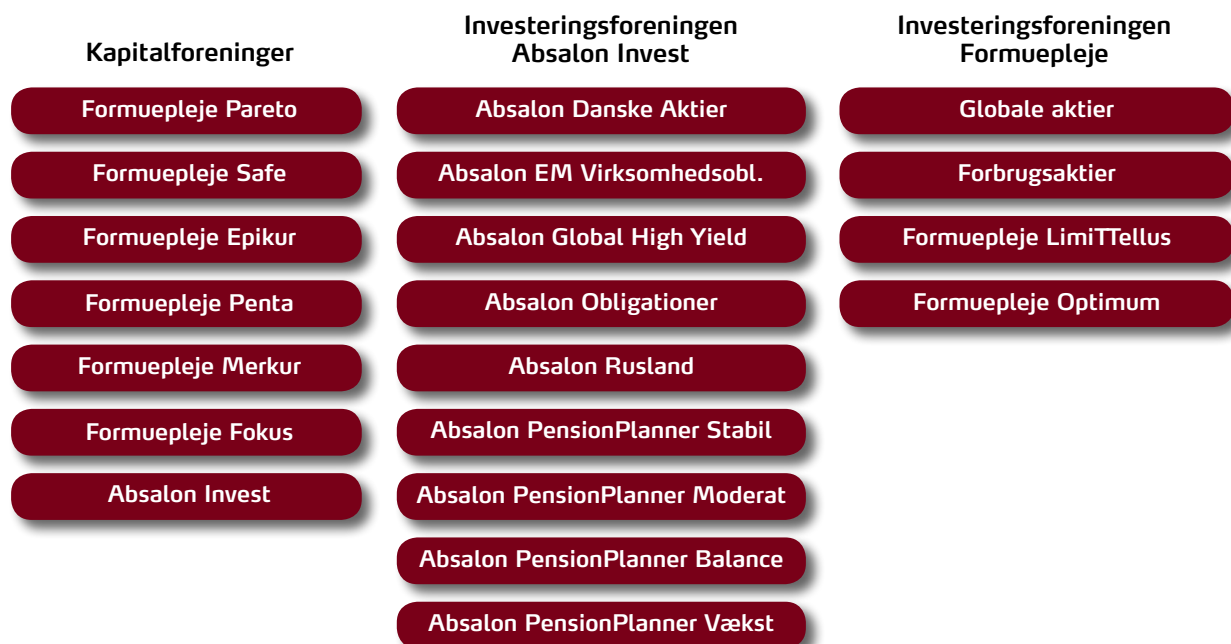 Kapitalforeninger
Formuepleje Pareto
Formuepleje Safe
Formuepleje Epikur
Formuepleje Penta
Formuepleje Merkur
Formuepleje Fokus
Absalon Invest
Investeringsforeningen
Absalon Invest
Absalon Danske Aktier
Absalon EM Virksomhedsobl.
Absalon Global High Yield
Absalon Obligationer
Absalon Rusland
Absalon PensionPlanner Stabil
Absalon PensionPlanner Moderat
Absalon PensionPlanner Balance
Absalon PensionPlanner Vækst
Investeringsforeningen
Formuepleje
Globale aktier
Forbrugsaktier
Formuepleje LimiTTellus
Formuepleje Optimum